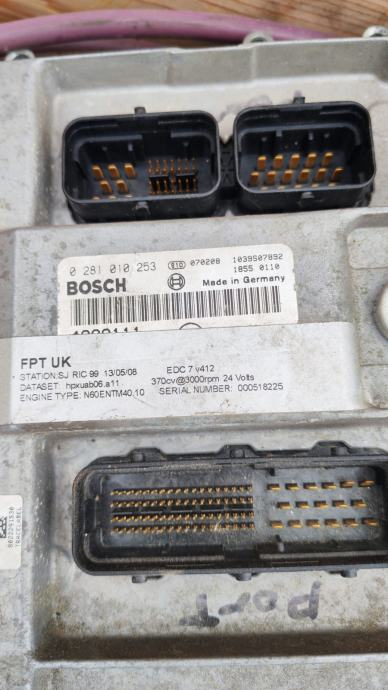 0 281 010 253 910 070208 1039S07892
1855 0110
BOSCH Made in Germany
FPT UK
STATION:SJ RIC 99 13/05/08 EDC 7 v412
DATASET: hpxuab06.a11 370cv@3000rpm 24 Volts
ENGINE TYPE: N60ENTM40.10 SERIAL NUMBER: 000518225
TRACELABEL
PORT